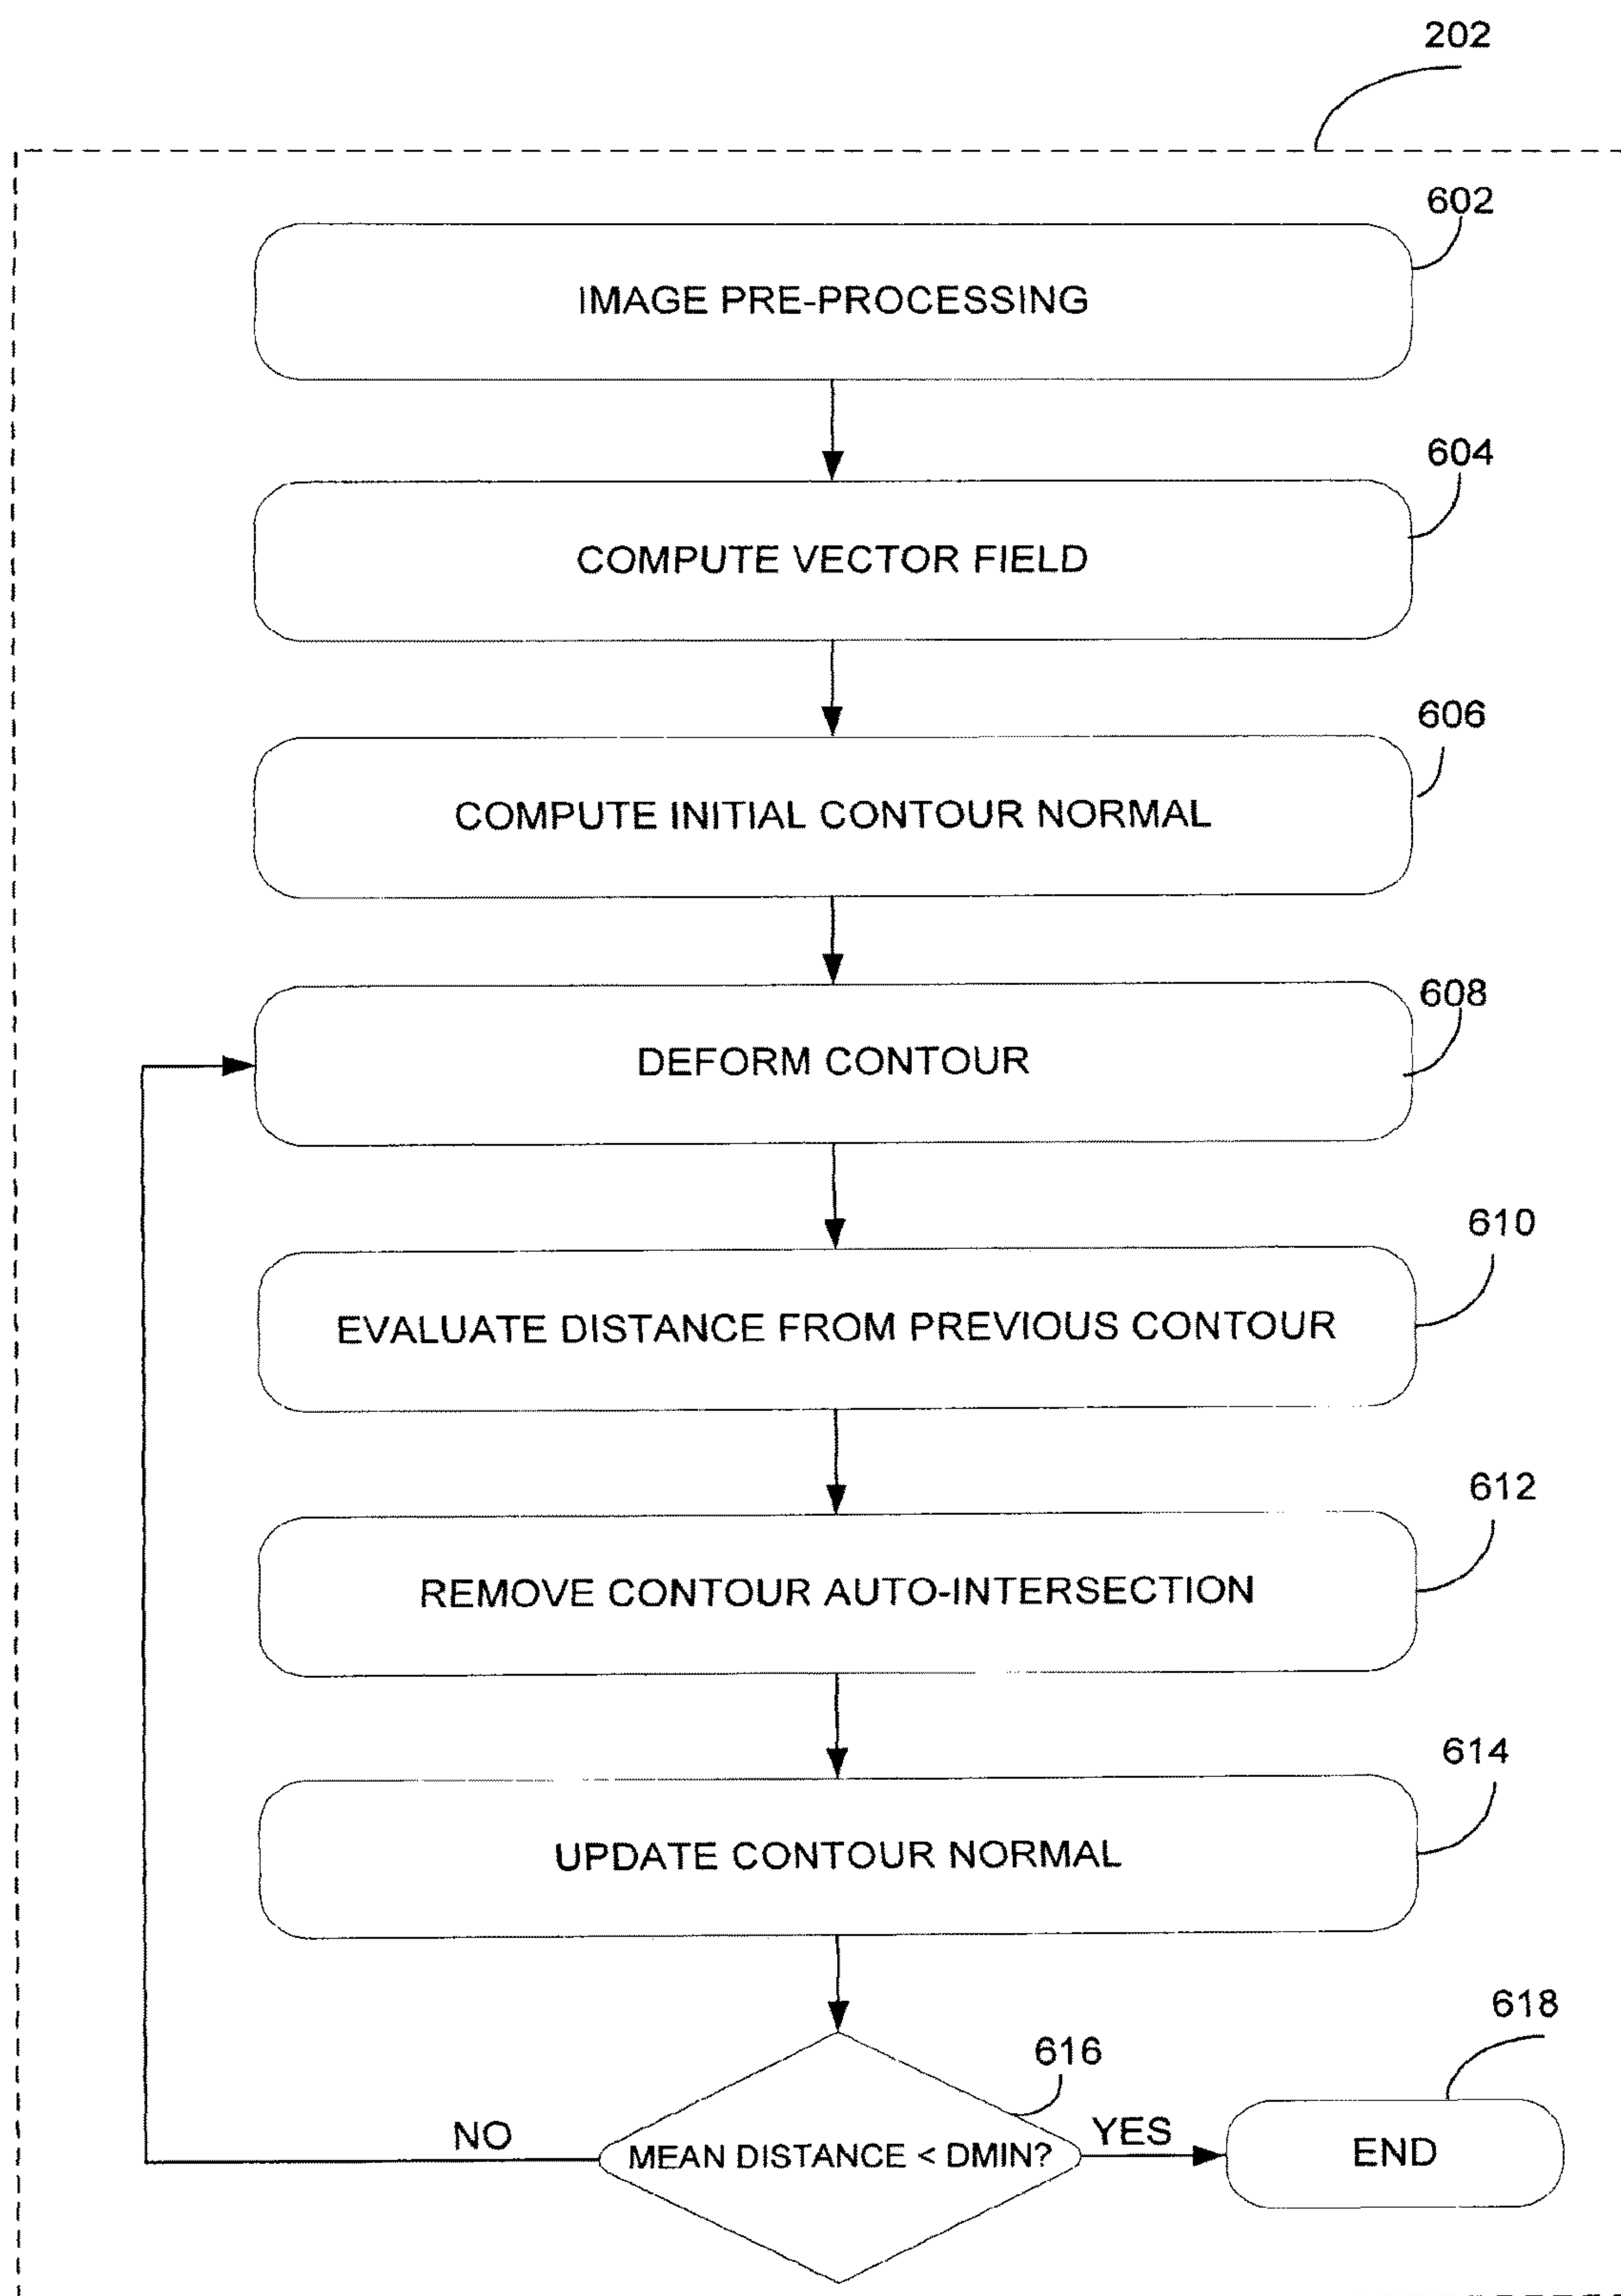 202
602
IMAGE PRE-PROCESSING
604
COMPUTE VECTOR FIELD
606
COMPUTE INITIAL CONTOUR NORMAL
608
DEFORM CONTOUR
610
EVALUATE DISTANCE FROM PREVIOUS CONTOUR
612
REMOVE CONTOUR AUTO-INTERSECTION
614
UPDATE CONTOUR NORMAL
616
618
NO
MEAN DISTANCE < DMIN?
YES
END